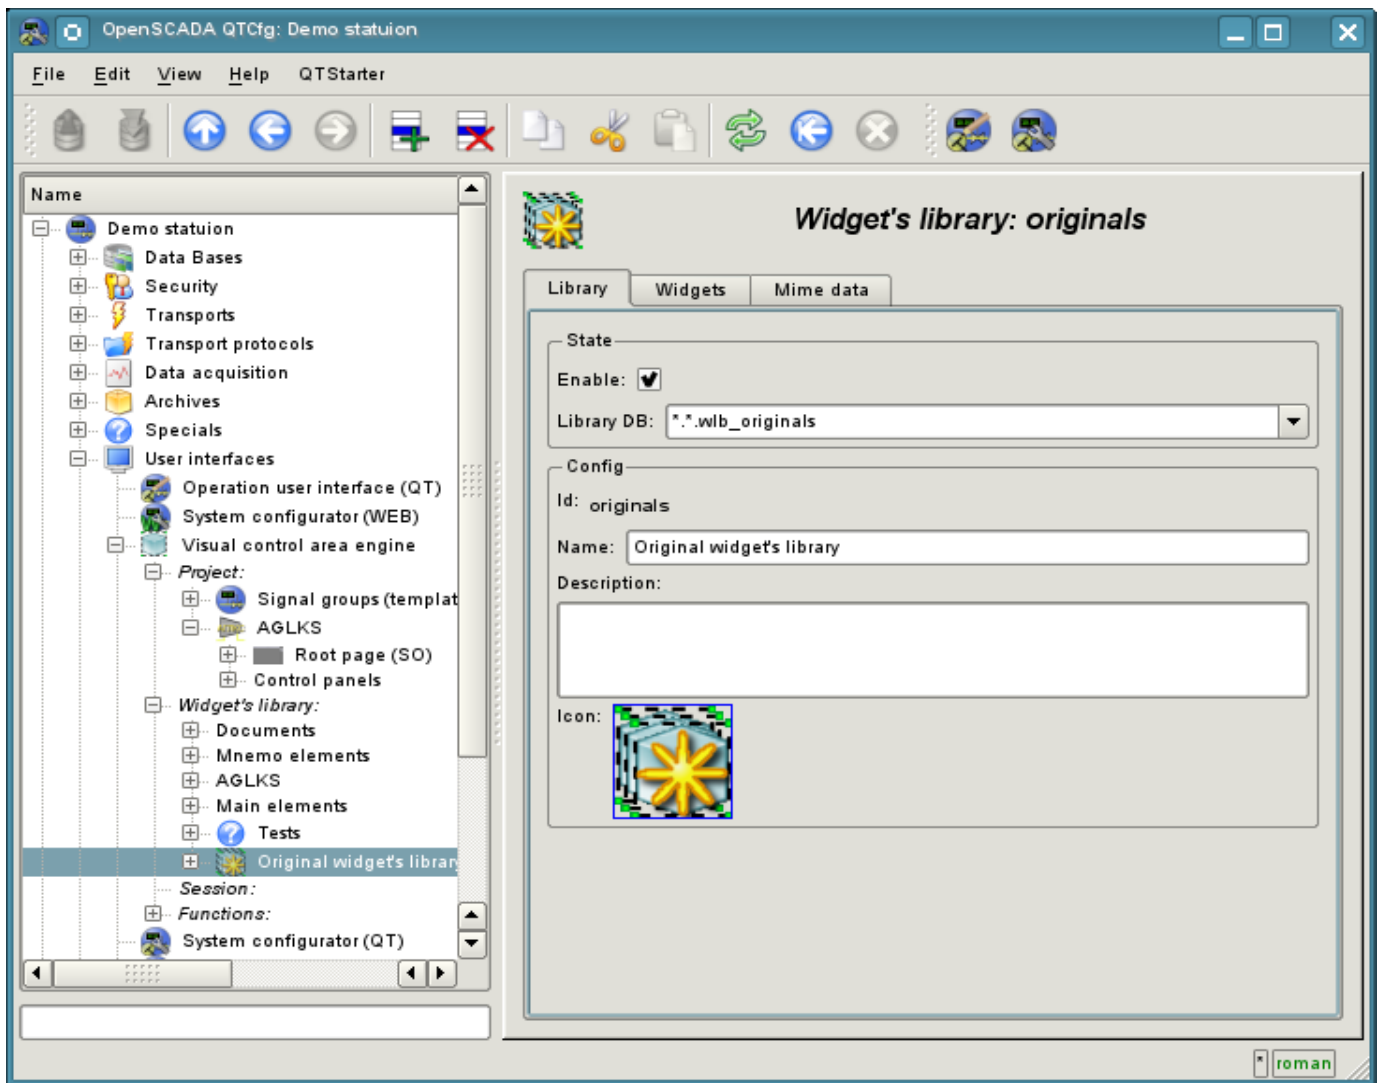 OpenSCADA QTCfg: Demo statuion
File Edit View Help QTStarter
Name
Demo statuion
Data Bases
Security
Transports
Transport protocols
Data acquisition
Archives
Specials
User interfaces
Operation user interface (QT)
System configurator (WEB)
Visual control area engine
Project:
Signal groups (templat
AGLKS
Root page (SO)
Control panels
Widget's library:
Documents
Mnemo elements
AGLKS
Main elements
Tests
Original widget's librar
Session:
Functions:
System configurator (QT)
Widget's library: originals
Library Widgets Mime data
State
Enable:
Library DB: *.*.wlb_originals
Config
Id: originals
Name: Original widget's library
Description:
Icon:
* roman